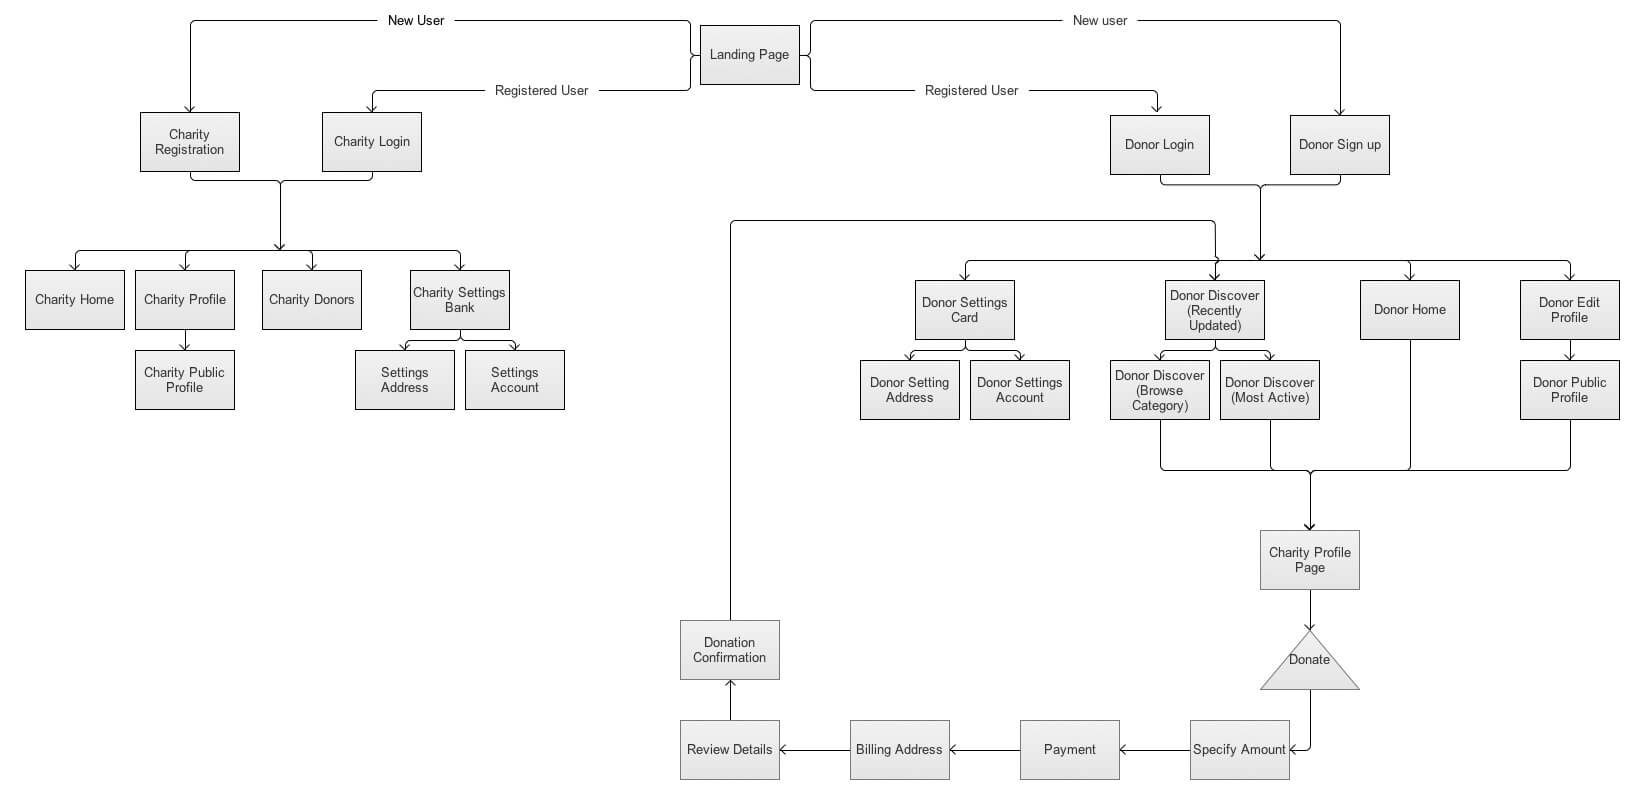 New User
New user
Landing Page
Registered User
Registered User
Charity
Registration
Charity Login
Donor Login
Donor Sign up
Charity Home
Charity Profile
Charity Donors
Charity Settings
Bank
Donor Settings
Card
Donor Discover
(Recently
Updated)
Donor Home
Donor Edit
Profile
Charity Public
Profile
Settings
Address
Settings
Account
Donor Setting
Address
Donor Settings
Account
Donor Discover
(Browse
Category)
Donor Discover
(Most Active)
Donor Public
Profile
Charity Profile
Page
Donation
Confirmation
Donate
Review Details
Billing Address
Payment
Specify Amount